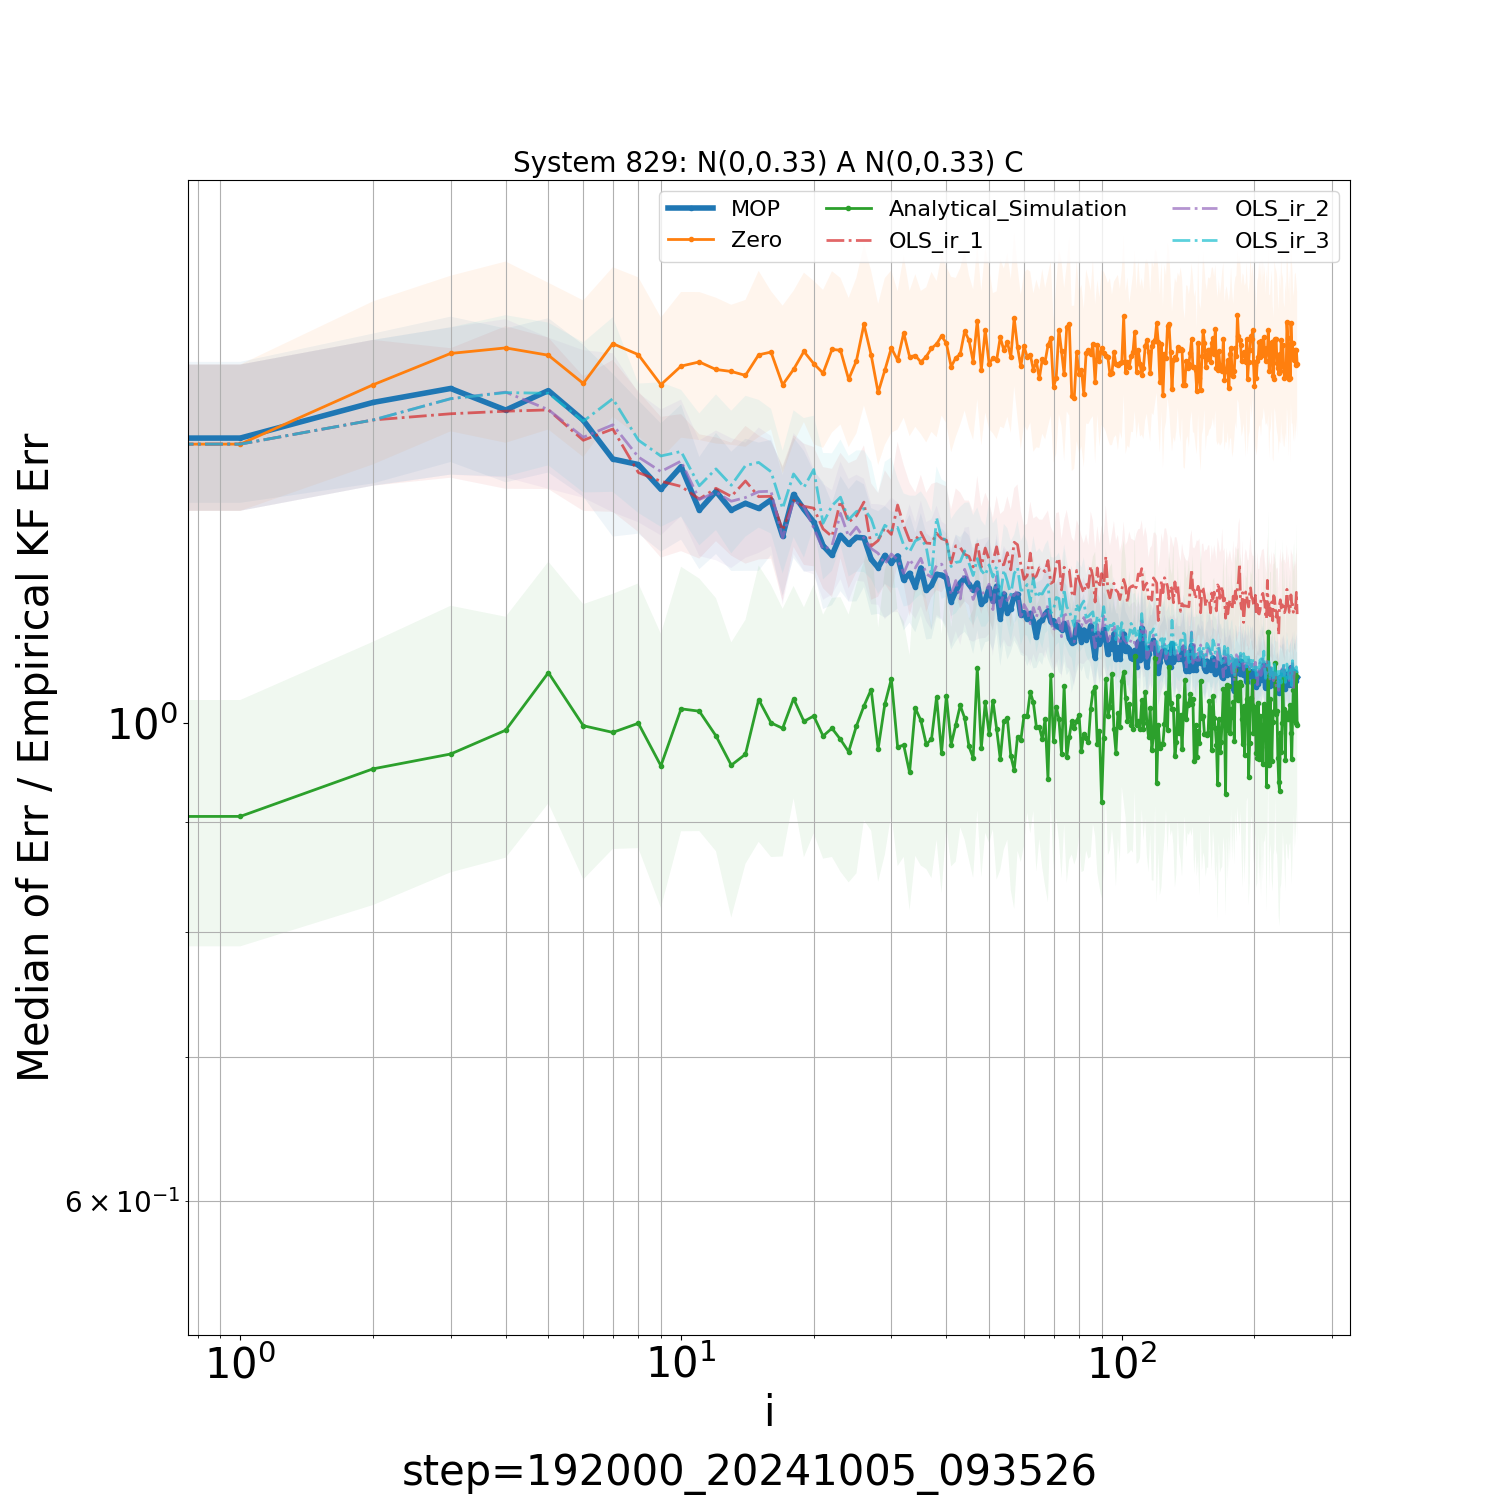 System 829: N(0,0.33) A N(0,0.33) C
MOP
Zero
Analytical_Simulation
OLS_ir_1
OLS_ir_2
OLS_ir_3
Median of Err / Empirical KF Err
10⁰
6 × 10⁻¹
10⁰ 10¹ 10²
i
step=192000_20241005_093526